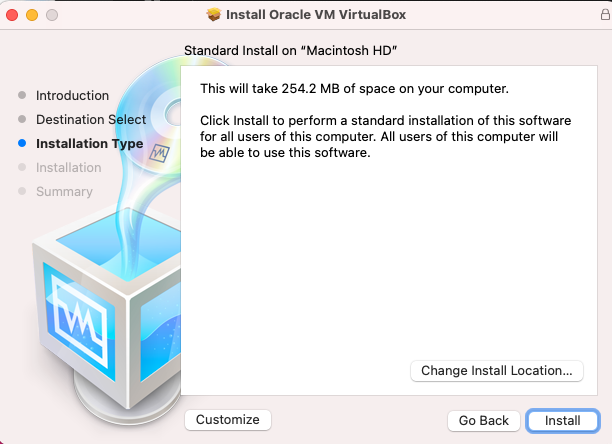 Install Oracle VM VirtualBox
Standard Install on “Macintosh HD”
Introduction
Destination Select
Installation Type
Installation
Summary
This will take 254.2 MB of space on your computer.
Click Install to perform a standard installation of this software
for all users of this computer. All users of this computer will
be able to use this software.
Change Install Location...
Customize
Go Back
Install
VM
VM